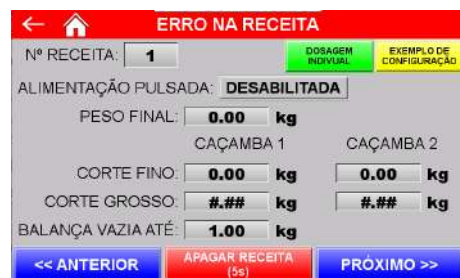 ERRO NA RECEITA
Nº RECEITA: 1
DOSAGEM
INDIVUAL
EXEMPLO DE
CONFIGURAÇÃO
ALIMENTAÇÃO PULSADA: DESABILITADA
PESO FINAL: 0.00 kg
CAÇAMBA 1 CAÇAMBA 2
CORTE FINO: 0.00 kg 0.00 kg
CORTE GROSSO: #.## kg #.## kg
BALANÇA VAZIA ATÉ: 1.00 kg
<< ANTERIOR
APAGAR RECEITA
(5s)
PRÓXIMO >>